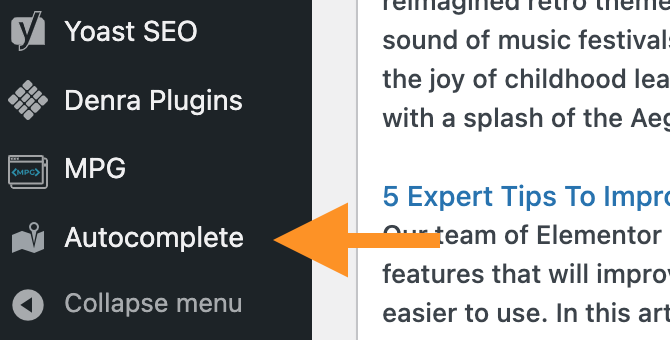 Yoast SEO
Denra Plugins
MPG
MPG
Autocomplete
Collapse menu
reimagined retro theme
sound of music festivals
the joy of childhood lea
with a splash of the Aeg
5 Expert Tips To Impro
Our team of Elementor
features that will improv
easier to use. In this art